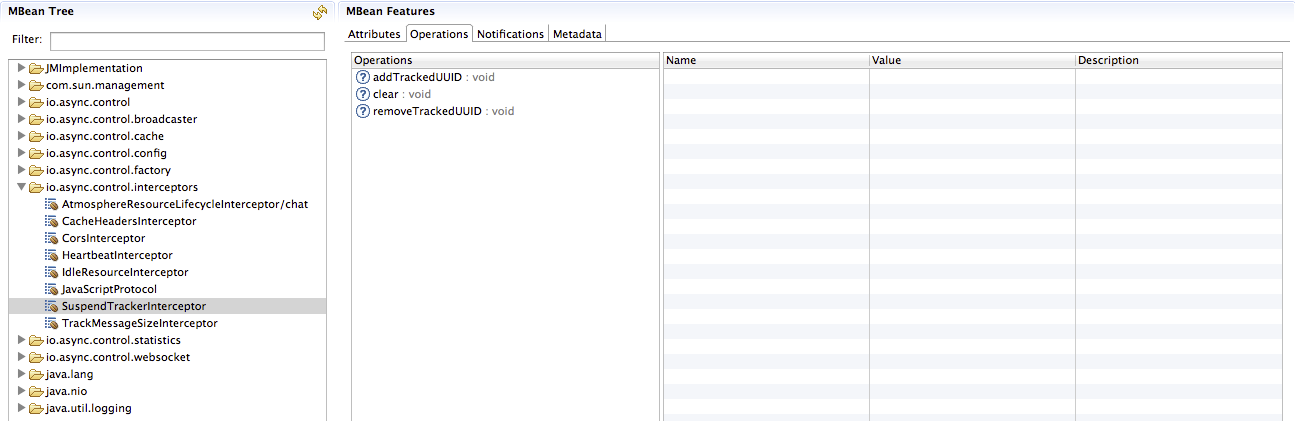 MBean Tree
Filter:
JMImplementation
com.sun.management
io.async.control
io.async.control.broadcaster
io.async.control.cache
io.async.control.config
io.async.control.factory
io.async.control.interceptors
AtmosphereResourceLifecycleInterceptor/chat
CacheHeadersInterceptor
CorsInterceptor
HeartbeatInterceptor
IdleResourceInterceptor
JavaScriptProtocol
SuspendTrackerInterceptor
TrackMessageSizeInterceptor
io.async.control.statistics
io.async.control.websocket
java.lang
java.nio
java.util.logging
MBean Features
Attributes Operations Notifications Metadata
Operations
addTrackedUUID : void
clear : void
removeTrackedUUID : void
Name Value Description